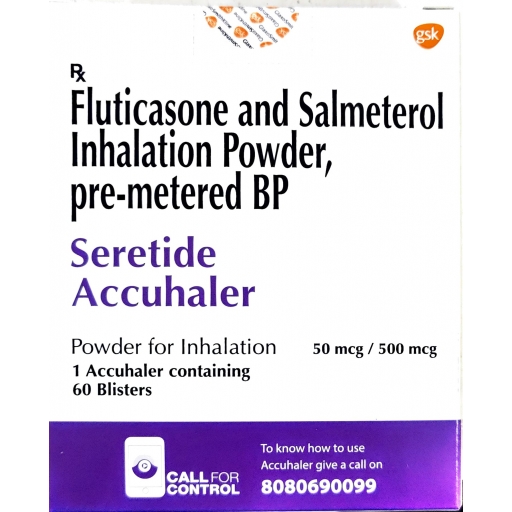 gsk
Rx
Fluticasone and Salmeterol
Inhalation Powder,
pre-metered BP
Seretide
Accuhaler
Powder for Inhalation 50 mcg / 500 mcg
1 Accuhaler containing
60 Blisters
To know how to use
Accuhaler give a call on
8080690099
CALL FOR
CONTROL